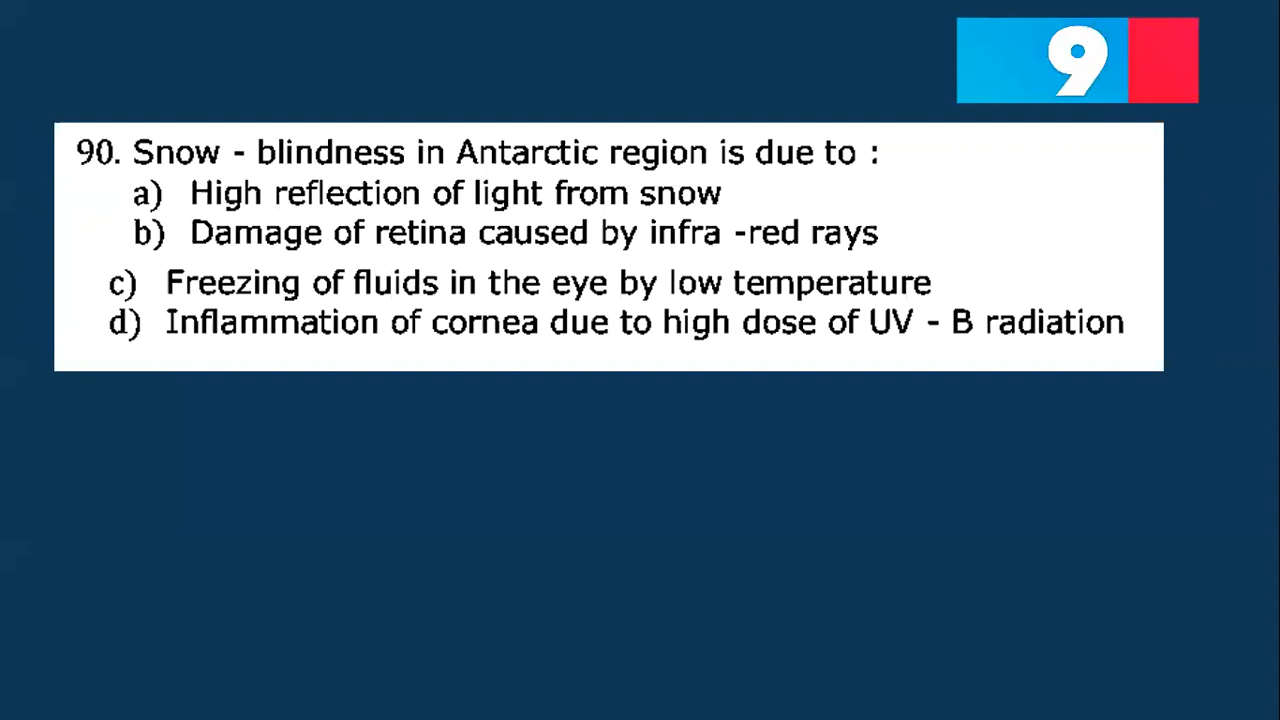 9
90. Snow - blindness in Antarctic region is due to :
a) High reflection of light from snow
b) Damage of retina caused by infra -red rays
c) Freezing of fluids in the eye by low temperature
d) Inflammation of cornea due to high dose of UV - B radiation